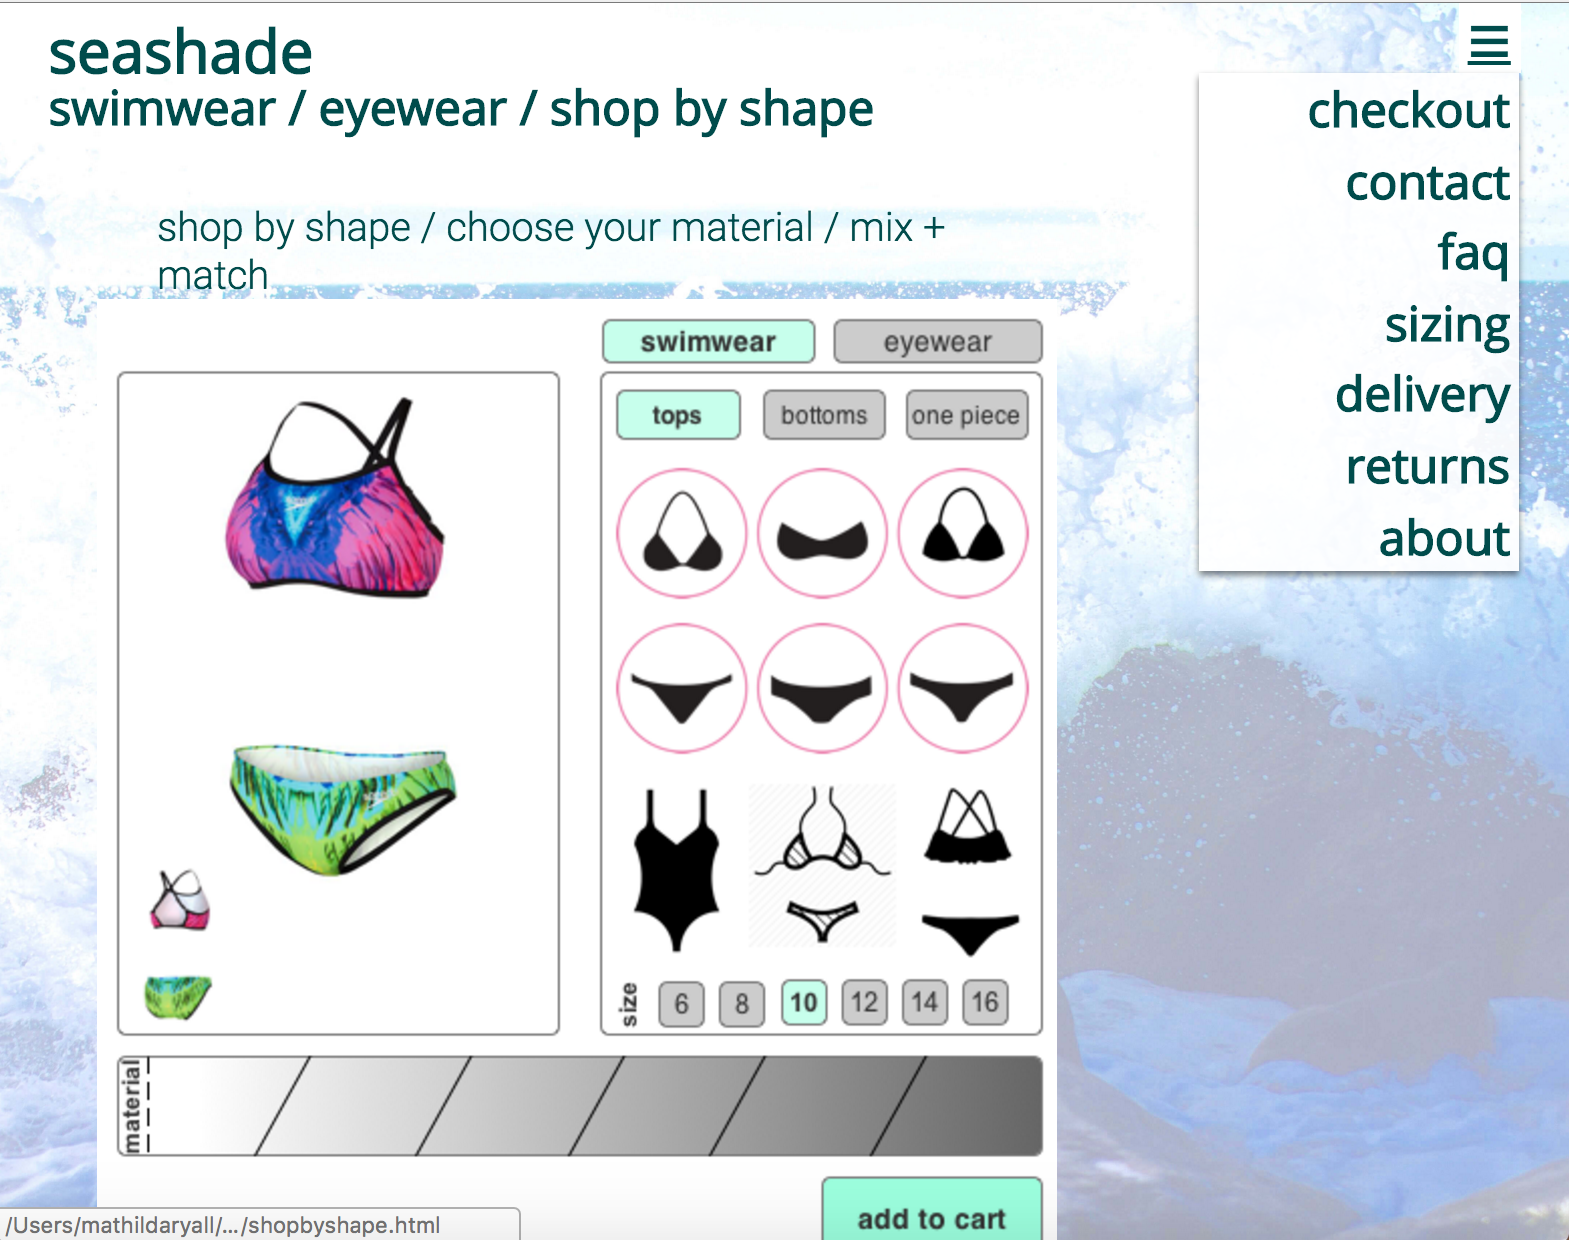 seashade
swimwear / eyewear / shop by shape
checkout
contact
faq
sizing
delivery
returns
about
shop by shape / choose your material / mix +
match
swimwear
eyewear
tops
bottoms
one piece
size
6
8
10
12
14
16
material
add to cart
/Users/mathildaryall/.../shopbyshape.html